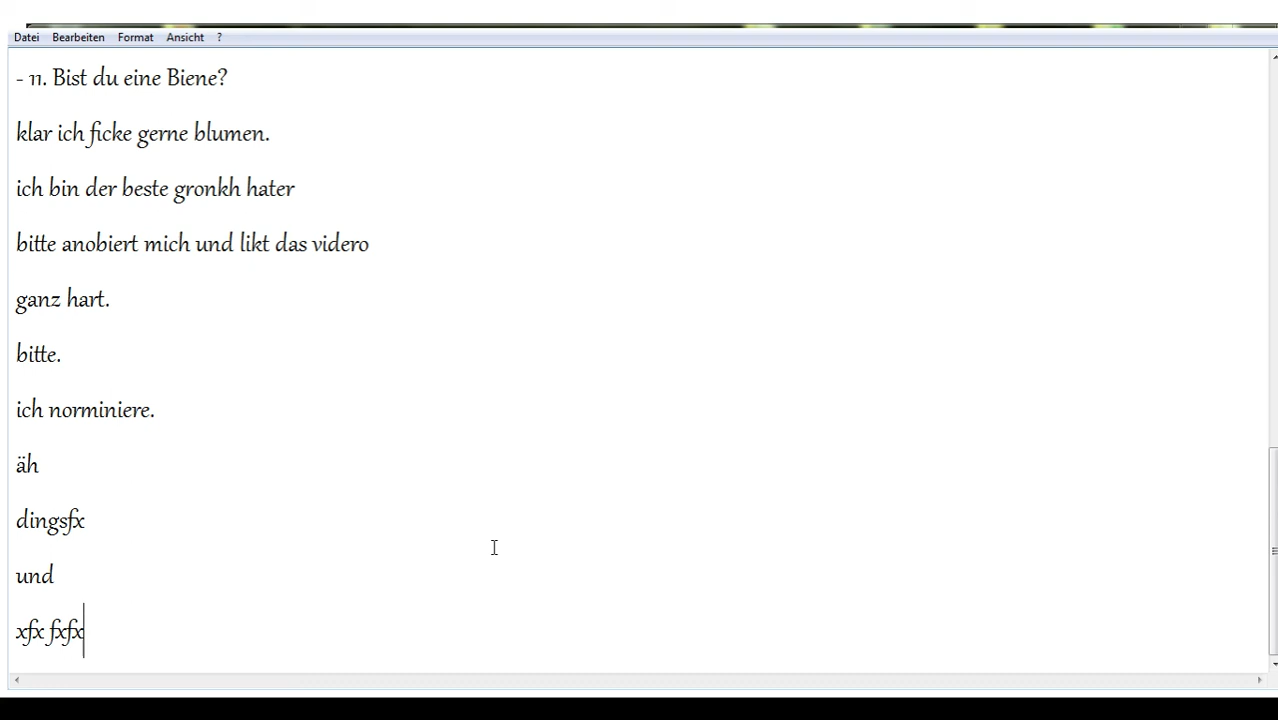 Datei Bearbeiten Format Ansicht ?
- 11. Bist du eine Biene?
klar ich ficke gerne blumen.
ich bin der beste gronkh hater
bitte anobiert mich und likt das videro
ganz hart.
bitte.
ich norminiere.
äh
dingsfx
und
xfx fxfx